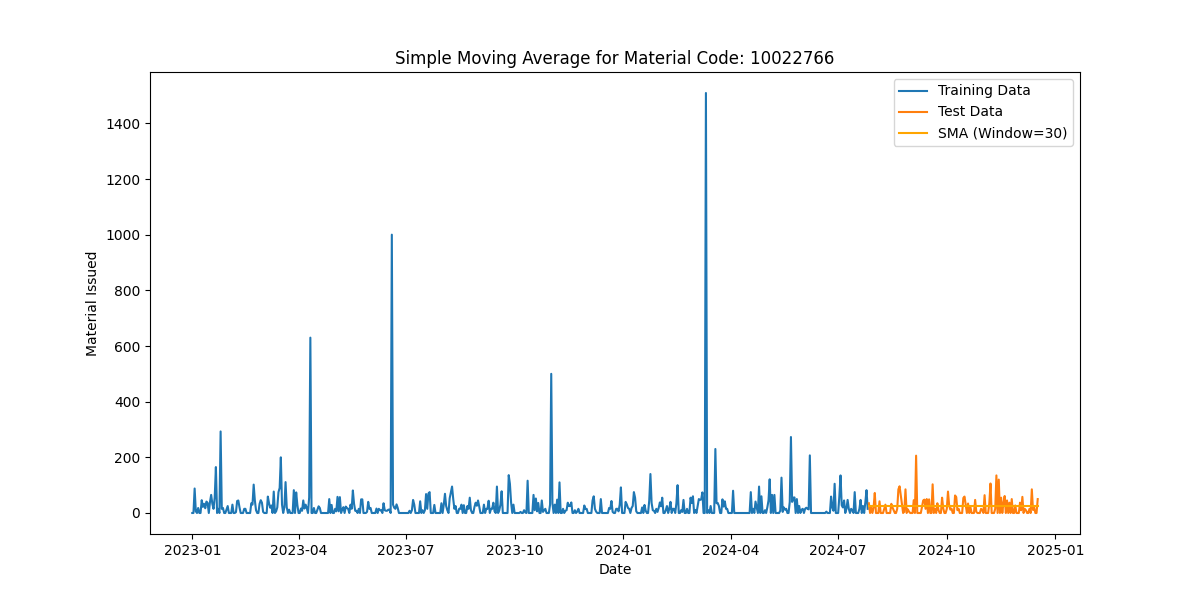 Simple Moving Average for Material Code: 10022766
Training Data
Test Data
SMA (Window=30)
Material Issued
1400
1200
1000
800
600
400
200
0
2023-01 2023-04 2023-07 2023-10 2024-01 2024-04 2024-07 2024-10 2025-01
Date